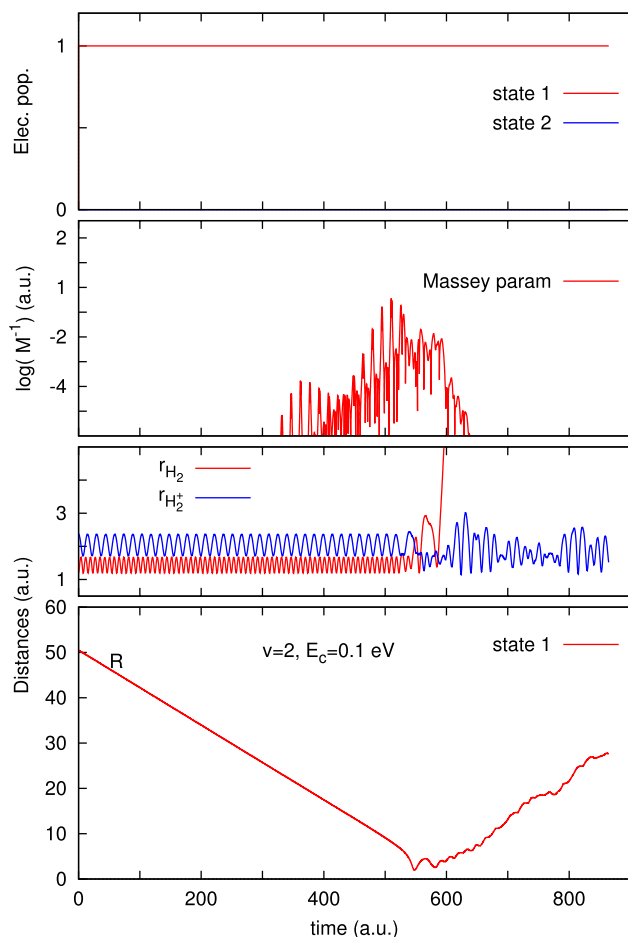 Elec. pop.
1
0
state 1
state 2
log( M⁻¹) (a.u.)
2
1
-2
-4
Massey param
Distances (a.u.)
3
1
r_H₂
r_H₂⁺
60
50
40
30
20
10
0
R
v=2, E_c=0.1 eV
state 1
0 200 400 600 800
time (a.u.)